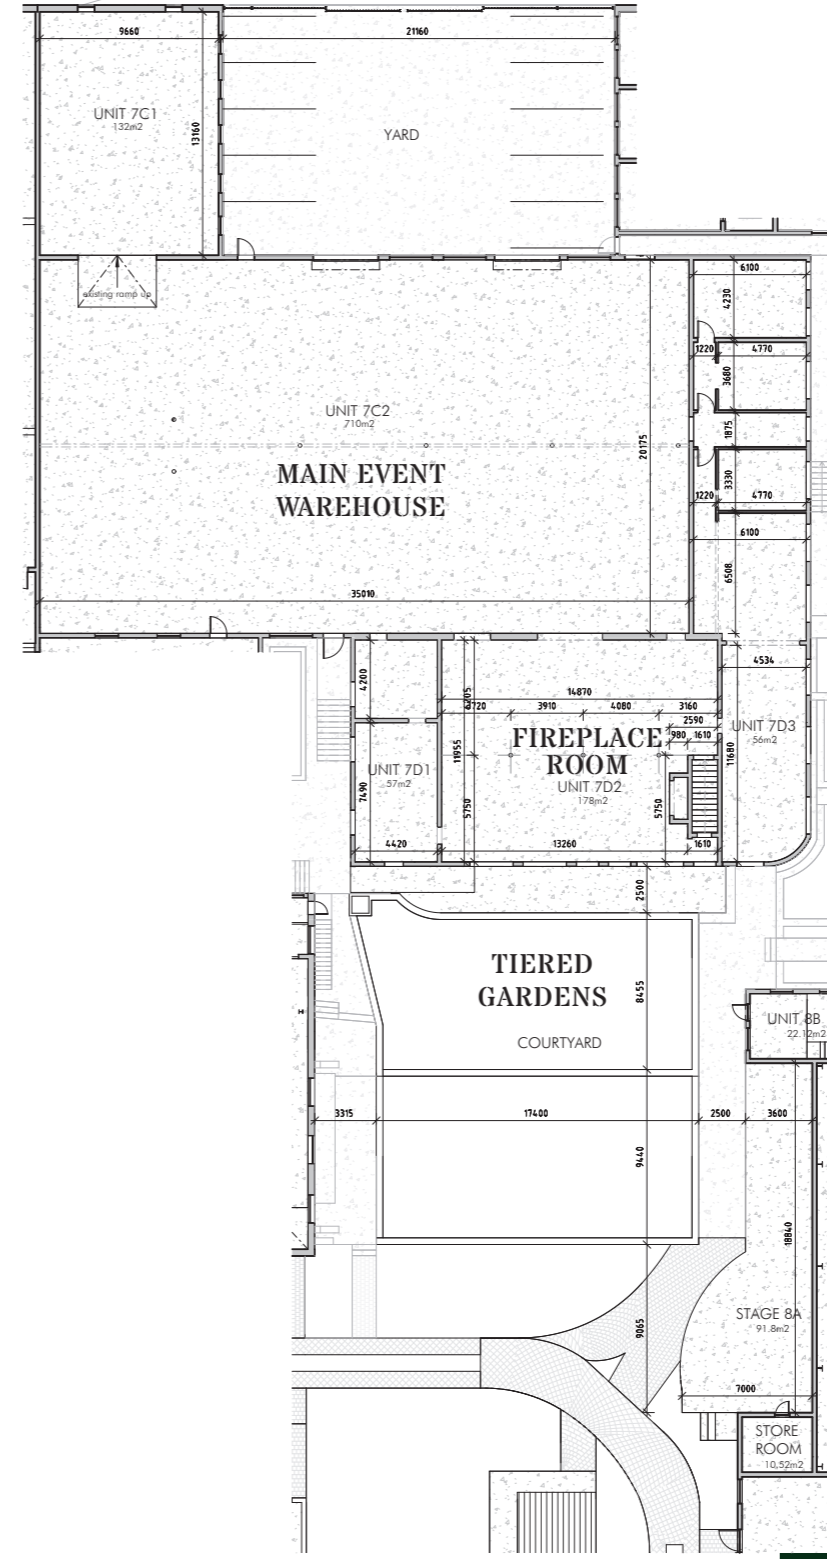 9660
21160
UNIT 7C1
132m2
13160
YARD
existing ramp up
6100
4230
1220
4770
3680
UNIT 7C2
710m2
1875
20175
MAIN EVENT
WAREHOUSE
3330
1220
4770
6100
6508
35010
4200
4534
14870
3910
4080
3160
2590
980
1610
FIREPLACE
ROOM
UNIT 7D3
56m2
11955
11680
UNIT 7D1
57m2
UNIT 7D2
178m2
7490
5750
5750
4420
13260
1610
2500
TIERED
GARDENS
8455
COURTYARD
UNIT 8B
22.12m2
3315
17400
2500
3600
9440
18840
STAGE 8A
91.8m2
9065
7000
STORE
ROOM
10,52m2